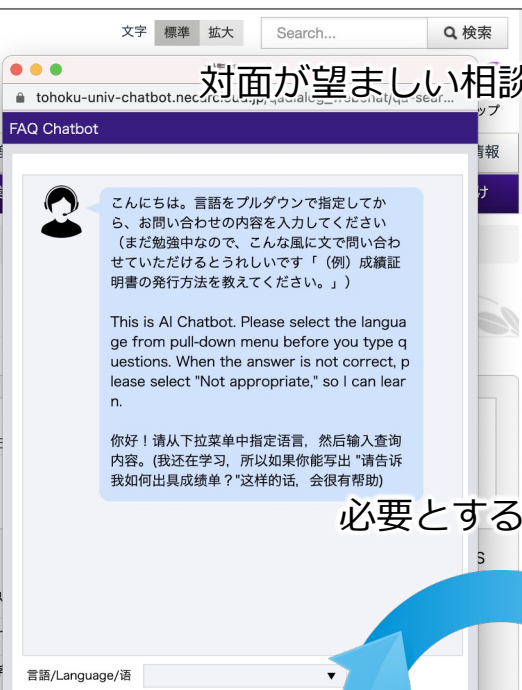 文字 標準 拡大 Search... 検索
対面が望ましい相談
tohoku-univ-chatbot.necdrcloud.jp/qadialog_webchat/qa-sear...
ップ
FAQ Chatbot
情報
け
こんにちは。言語をプルダウンで指定してか
ら、お問い合わせの内容を入力してください
（まだ勉強中なので、こんな風に文で問い合わ
せていただけるとうれしいです「（例）成績証
明書の発行方法を教えてください。」）
This is AI Chatbot. Please select the langua
ge from pull-down menu before you type q
uestions. When the answer is not correct, p
lease select "Not appropriate," so I can lear
n.
你好！请从下拉菜单中指定语言，然后输入查询
内容。(我还在学习，所以如果你能写出 "请告诉
我如何出具成绩单？"这样的话，会很有帮助)
必要とする
S
言語/Language/语